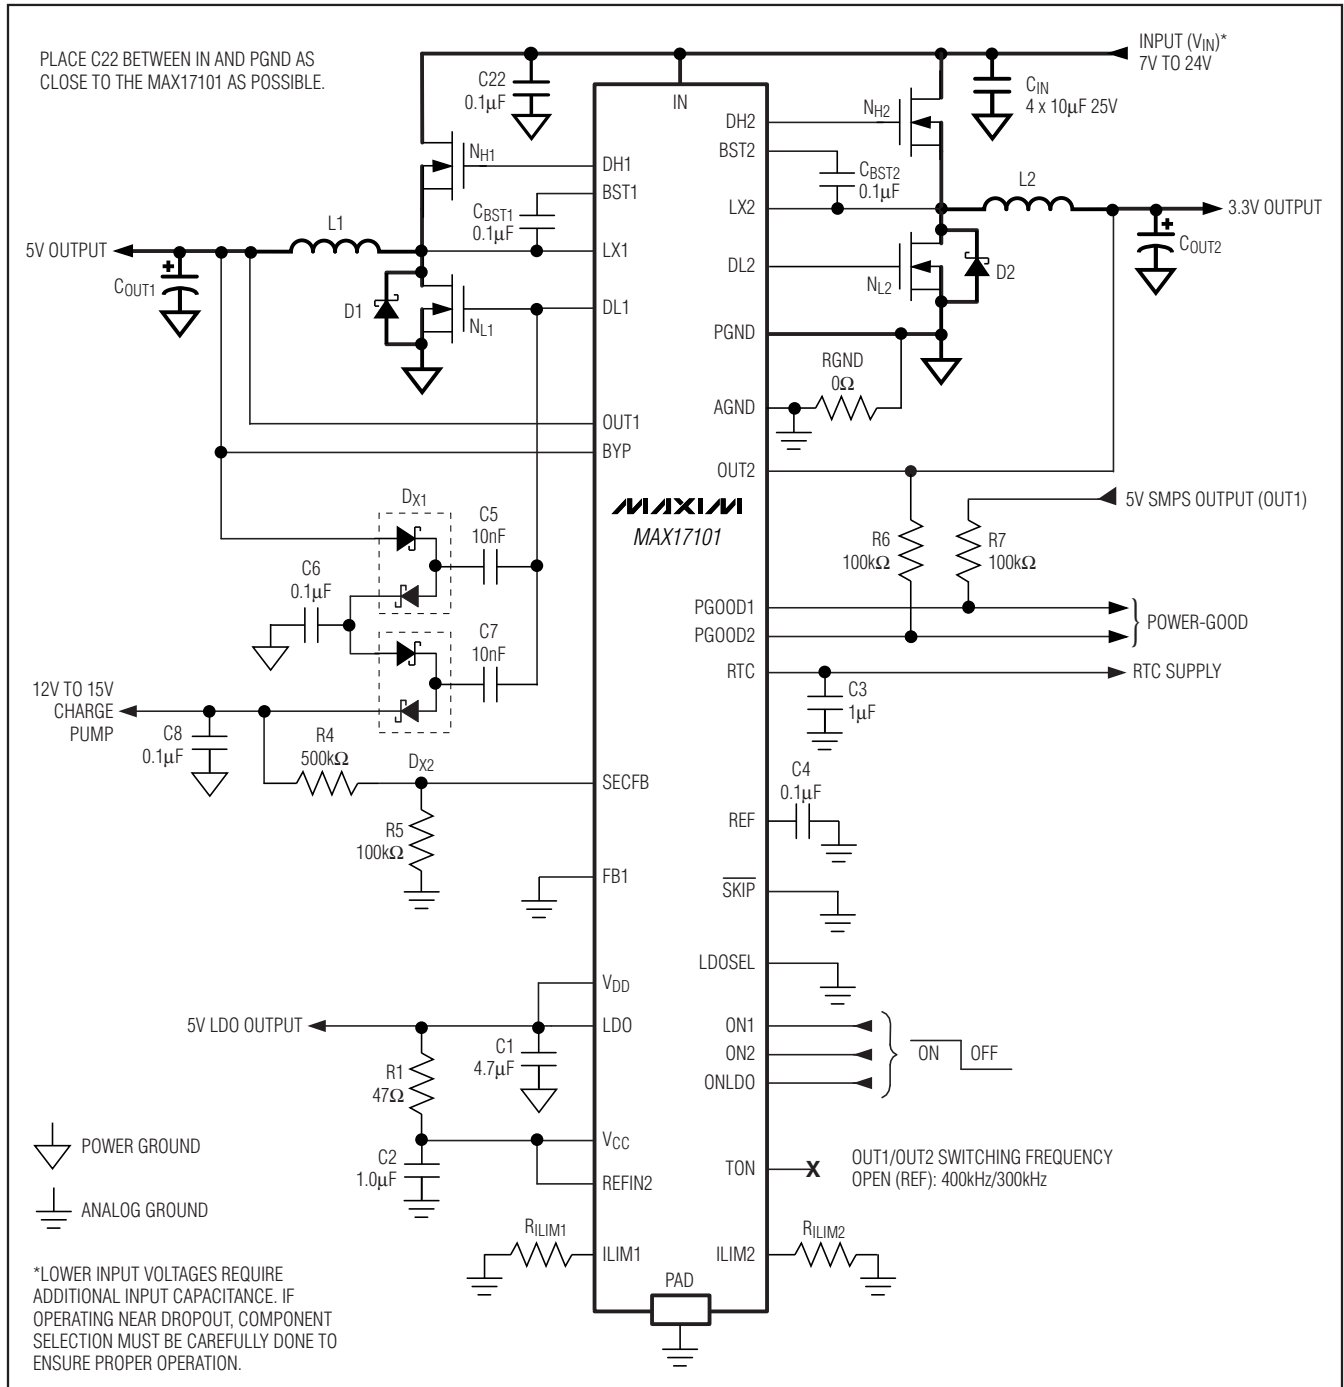 PLACE C22 BETWEEN IN AND PGND AS
CLOSE TO THE MAX17101 AS POSSIBLE.
C22
0.1μF
IN
INPUT (VIN)*
7V TO 24V
CIN
4 x 10μF 25V
NH1
DH1
BST1
CBST1
0.1μF
LX1
L1
5V OUTPUT
+
COUT1
D1
NL1
DL1
OUT1
BYP
DH2
NH2
BST2
CBST2
0.1μF
LX2
L2
3.3V OUTPUT
+
COUT2
DL2
NL2
D2
PGND
RGND
0Ω
AGND
OUT2
MAXIM
MAX17101
5V SMPS OUTPUT (OUT1)
R6
100kΩ
R7
100kΩ
PGOOD1
PGOOD2
POWER-GOOD
RTC
RTC SUPPLY
C3
1μF
DX1
C5
10nF
C6
0.1μF
C7
10nF
12V TO 15V
CHARGE
PUMP
C8
0.1μF
R4
500kΩ
DX2
SECFB
R5
100kΩ
FB1
C4
0.1μF
REF
SKIP
LDOSEL
VDD
5V LDO OUTPUT
LDO
C1
4.7μF
R1
47Ω
ON1
ON2
ONLDO
ON
OFF
VCC
C2
1.0μF
REFIN2
TON
X
OUT1/OUT2 SWITCHING FREQUENCY
OPEN (REF): 400kHz/300kHz
RILIM1
ILIM1
ILIM2
RILIM2
PAD
POWER GROUND
ANALOG GROUND
*LOWER INPUT VOLTAGES REQUIRE
ADDITIONAL INPUT CAPACITANCE. IF
OPERATING NEAR DROPOUT, COMPONENT
SELECTION MUST BE CAREFULLY DONE TO
ENSURE PROPER OPERATION.